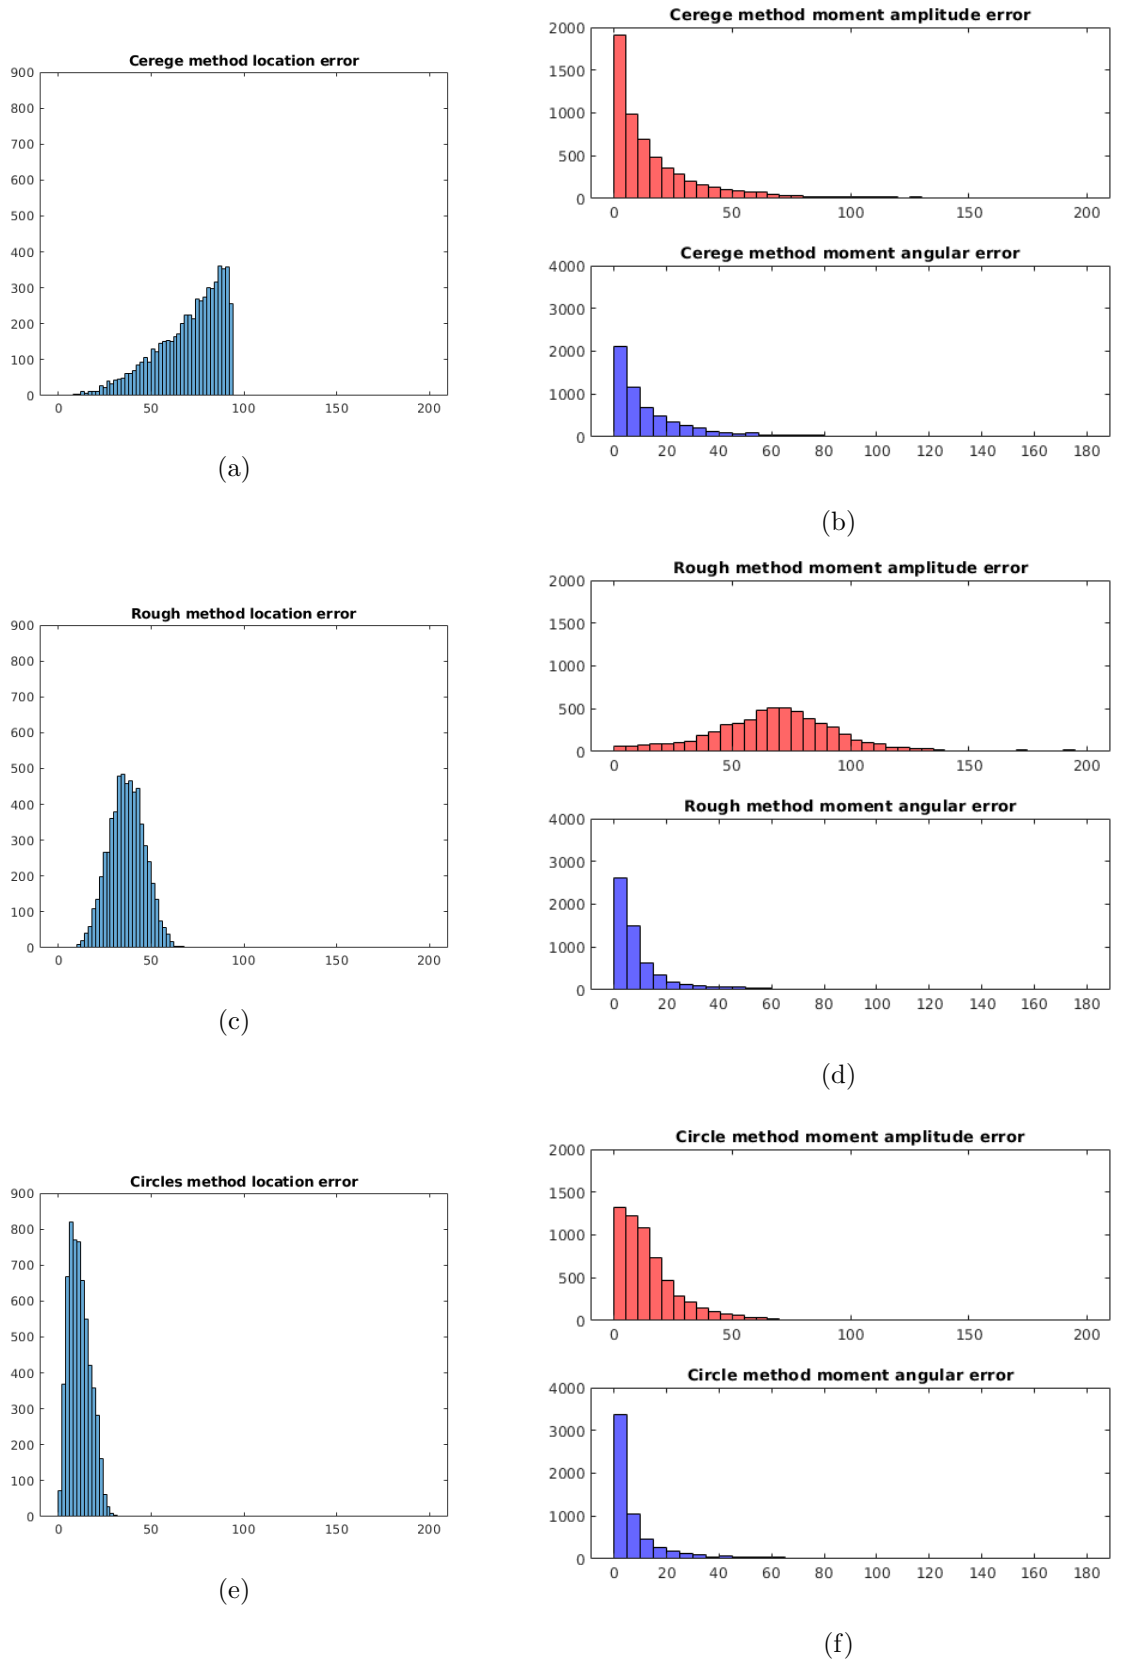 Cerege method location error
900
800
700
600
500
400
300
200
100
0
0 50 100 150 200
(a)
Cerege method moment amplitude error
2000
1500
1000
500
0
0 50 100 150 200
Cerege method moment angular error
4000
3000
2000
1000
0
0 20 40 60 80 100 120 140 160 180
(b)
Rough method location error
900
800
700
600
500
400
300
200
100
0
0 50 100 150 200
(c)
Rough method moment amplitude error
2000
1500
1000
500
0
0 50 100 150 200
Rough method moment angular error
4000
3000
2000
1000
0
0 20 40 60 80 100 120 140 160 180
(d)
Circles method location error
900
800
700
600
500
400
300
200
100
0
0 50 100 150 200
(e)
Circle method moment amplitude error
2000
1500
1000
500
0
0 50 100 150 200
Circle method moment angular error
4000
3000
2000
1000
0
0 20 40 60 80 100 120 140 160 180
(f)